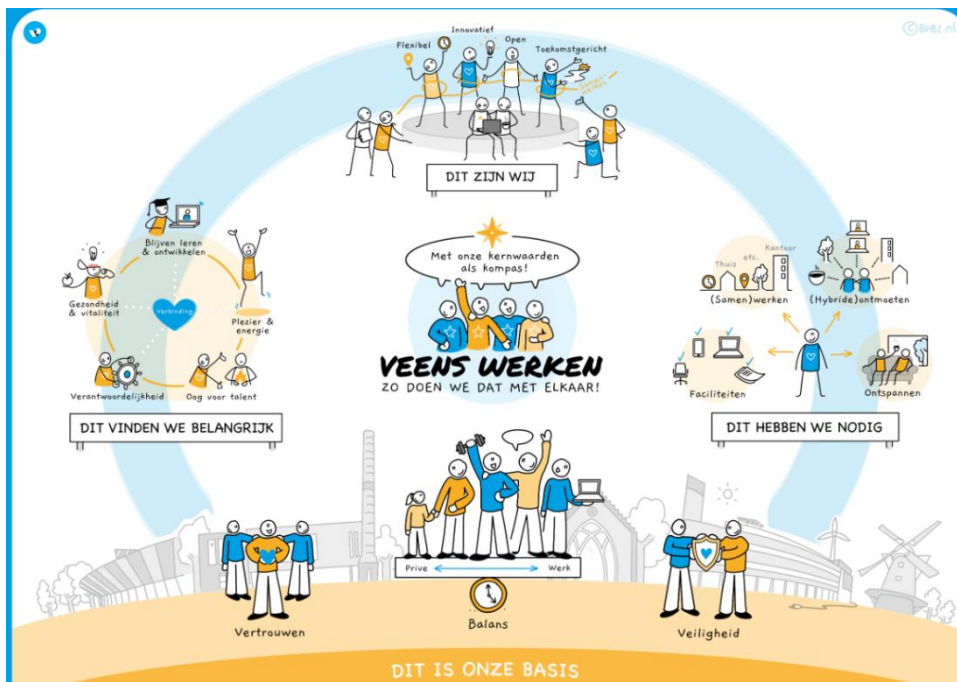 ©BVBZ.nl
Innovatief
Flexibel
Open
Toekomstgericht
Samen-
werken
DIT ZIJN WIJ
Blijven leren
& ontwikkelen
Gezondheid
& vitaliteit
Verbinding
Plezier &
energie
Verantwoordelijkheid
Oog voor talent
DIT VINDEN WE BELANGRIJK
Met onze kernwaarden
als kompas!
VEENS WERKEN
ZO DOEN WE DAT MET ELKAAR!
Thuis
etc.
Kantoor
(Samen)werken
(Hybride)ontmoeten
Faciliteiten
Ontspannen
DIT HEBBEN WE NODIG
Prive
Werk
Vertrouwen
Balans
Veiligheid
DIT IS ONZE BASIS